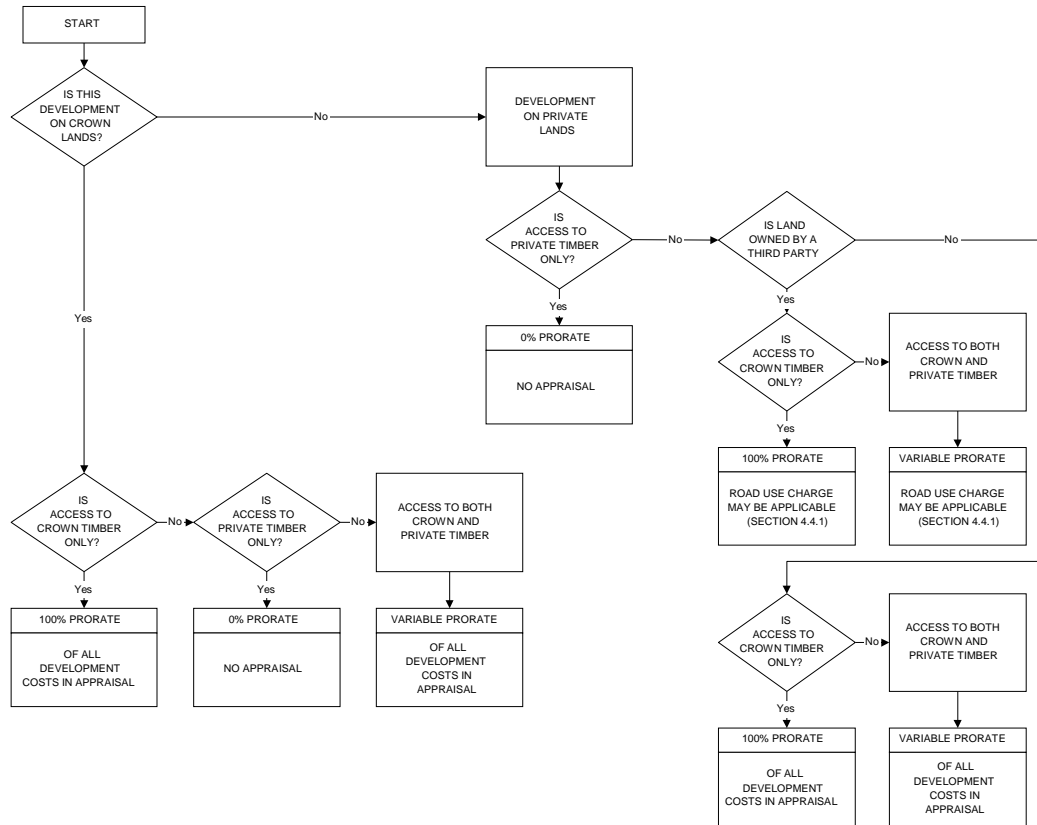 START
IS THIS
DEVELOPMENT
ON CROWN
LANDS?
No
DEVELOPMENT
ON PRIVATE
LANDS
IS
ACCESS TO
PRIVATE TIMBER
ONLY?
No
IS LAND
OWNED BY A
THIRD PARTY
No
Yes
Yes
Yes
0% PRORATE
NO APPRAISAL
IS
ACCESS TO
CROWN TIMBER
ONLY?
No
ACCESS TO BOTH
CROWN AND
PRIVATE TIMBER
Yes
100% PRORATE
ROAD USE CHARGE
MAY BE APPLICABLE
(SECTION 4.4.1)
VARIABLE PRORATE
ROAD USE CHARGE
MAY BE APPLICABLE
(SECTION 4.4.1)
IS
ACCESS TO
CROWN TIMBER
ONLY?
No
IS
ACCESS TO
PRIVATE TIMBER
ONLY?
No
ACCESS TO BOTH
CROWN AND
PRIVATE TIMBER
Yes
Yes
100% PRORATE
OF ALL
DEVELOPMENT
COSTS IN APPRAISAL
0% PRORATE
NO APPRAISAL
VARIABLE PRORATE
OF ALL
DEVELOPMENT
COSTS IN
APPRAISAL
IS
ACCESS TO
CROWN TIMBER
ONLY?
No
ACCESS TO BOTH
CROWN AND
PRIVATE TIMBER
Yes
100% PRORATE
OF ALL
DEVELOPMENT
COSTS IN APPRAISAL
VARIABLE PRORATE
OF ALL
DEVELOPMENT
COSTS IN
APPRAISAL